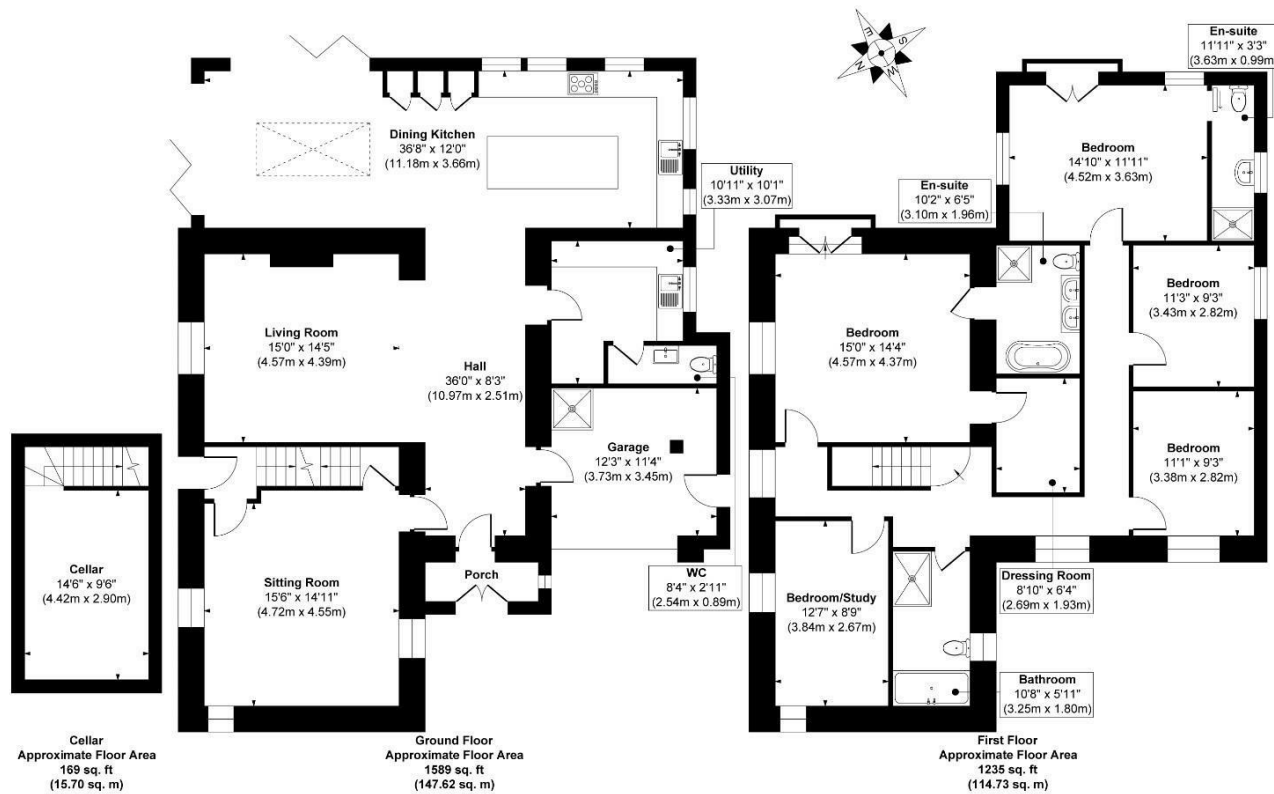 En-suite
11'11" x 3'3"
(3.63m x 0.99m)
E
S
N
W
Dining Kitchen
36'8" x 12'0"
(11.18m x 3.66m)
Utility
10'11" x 10'1"
(3.33m x 3.07m)
Bedroom
14'10" x 11'11"
(4.52m x 3.63m)
En-suite
10'2" x 6'5"
(3.10m x 1.96m)
Living Room
15'0" x 14'5"
(4.57m x 4.39m)
Hall
36'0" x 8'3"
(10.97m x 2.51m)
Bedroom
15'0" x 14'4"
(4.57m x 4.37m)
Bedroom
11'3" x 9'3"
(3.43m x 2.82m)
Garage
12'3" x 11'4"
(3.73m x 3.45m)
Bedroom
11'1" x 9'3"
(3.38m x 2.82m)
Cellar
14'6" x 9'6"
(4.42m x 2.90m)
Sitting Room
15'6" x 14'11"
(4.72m x 4.55m)
Porch
WC
8'4" x 2'11"
(2.54m x 0.89m)
Bedroom/Study
12'7" x 8'9"
(3.84m x 2.67m)
Dressing Room
8'10" x 6'4"
(2.69m x 1.93m)
Bathroom
10'8" x 5'11"
(3.25m x 1.80m)
Cellar
Approximate Floor Area
169 sq. ft
(15.70 sq. m)
Ground Floor
Approximate Floor Area
1589 sq. ft
(147.62 sq. m)
First Floor
Approximate Floor Area
1235 sq. ft
(114.73 sq. m)